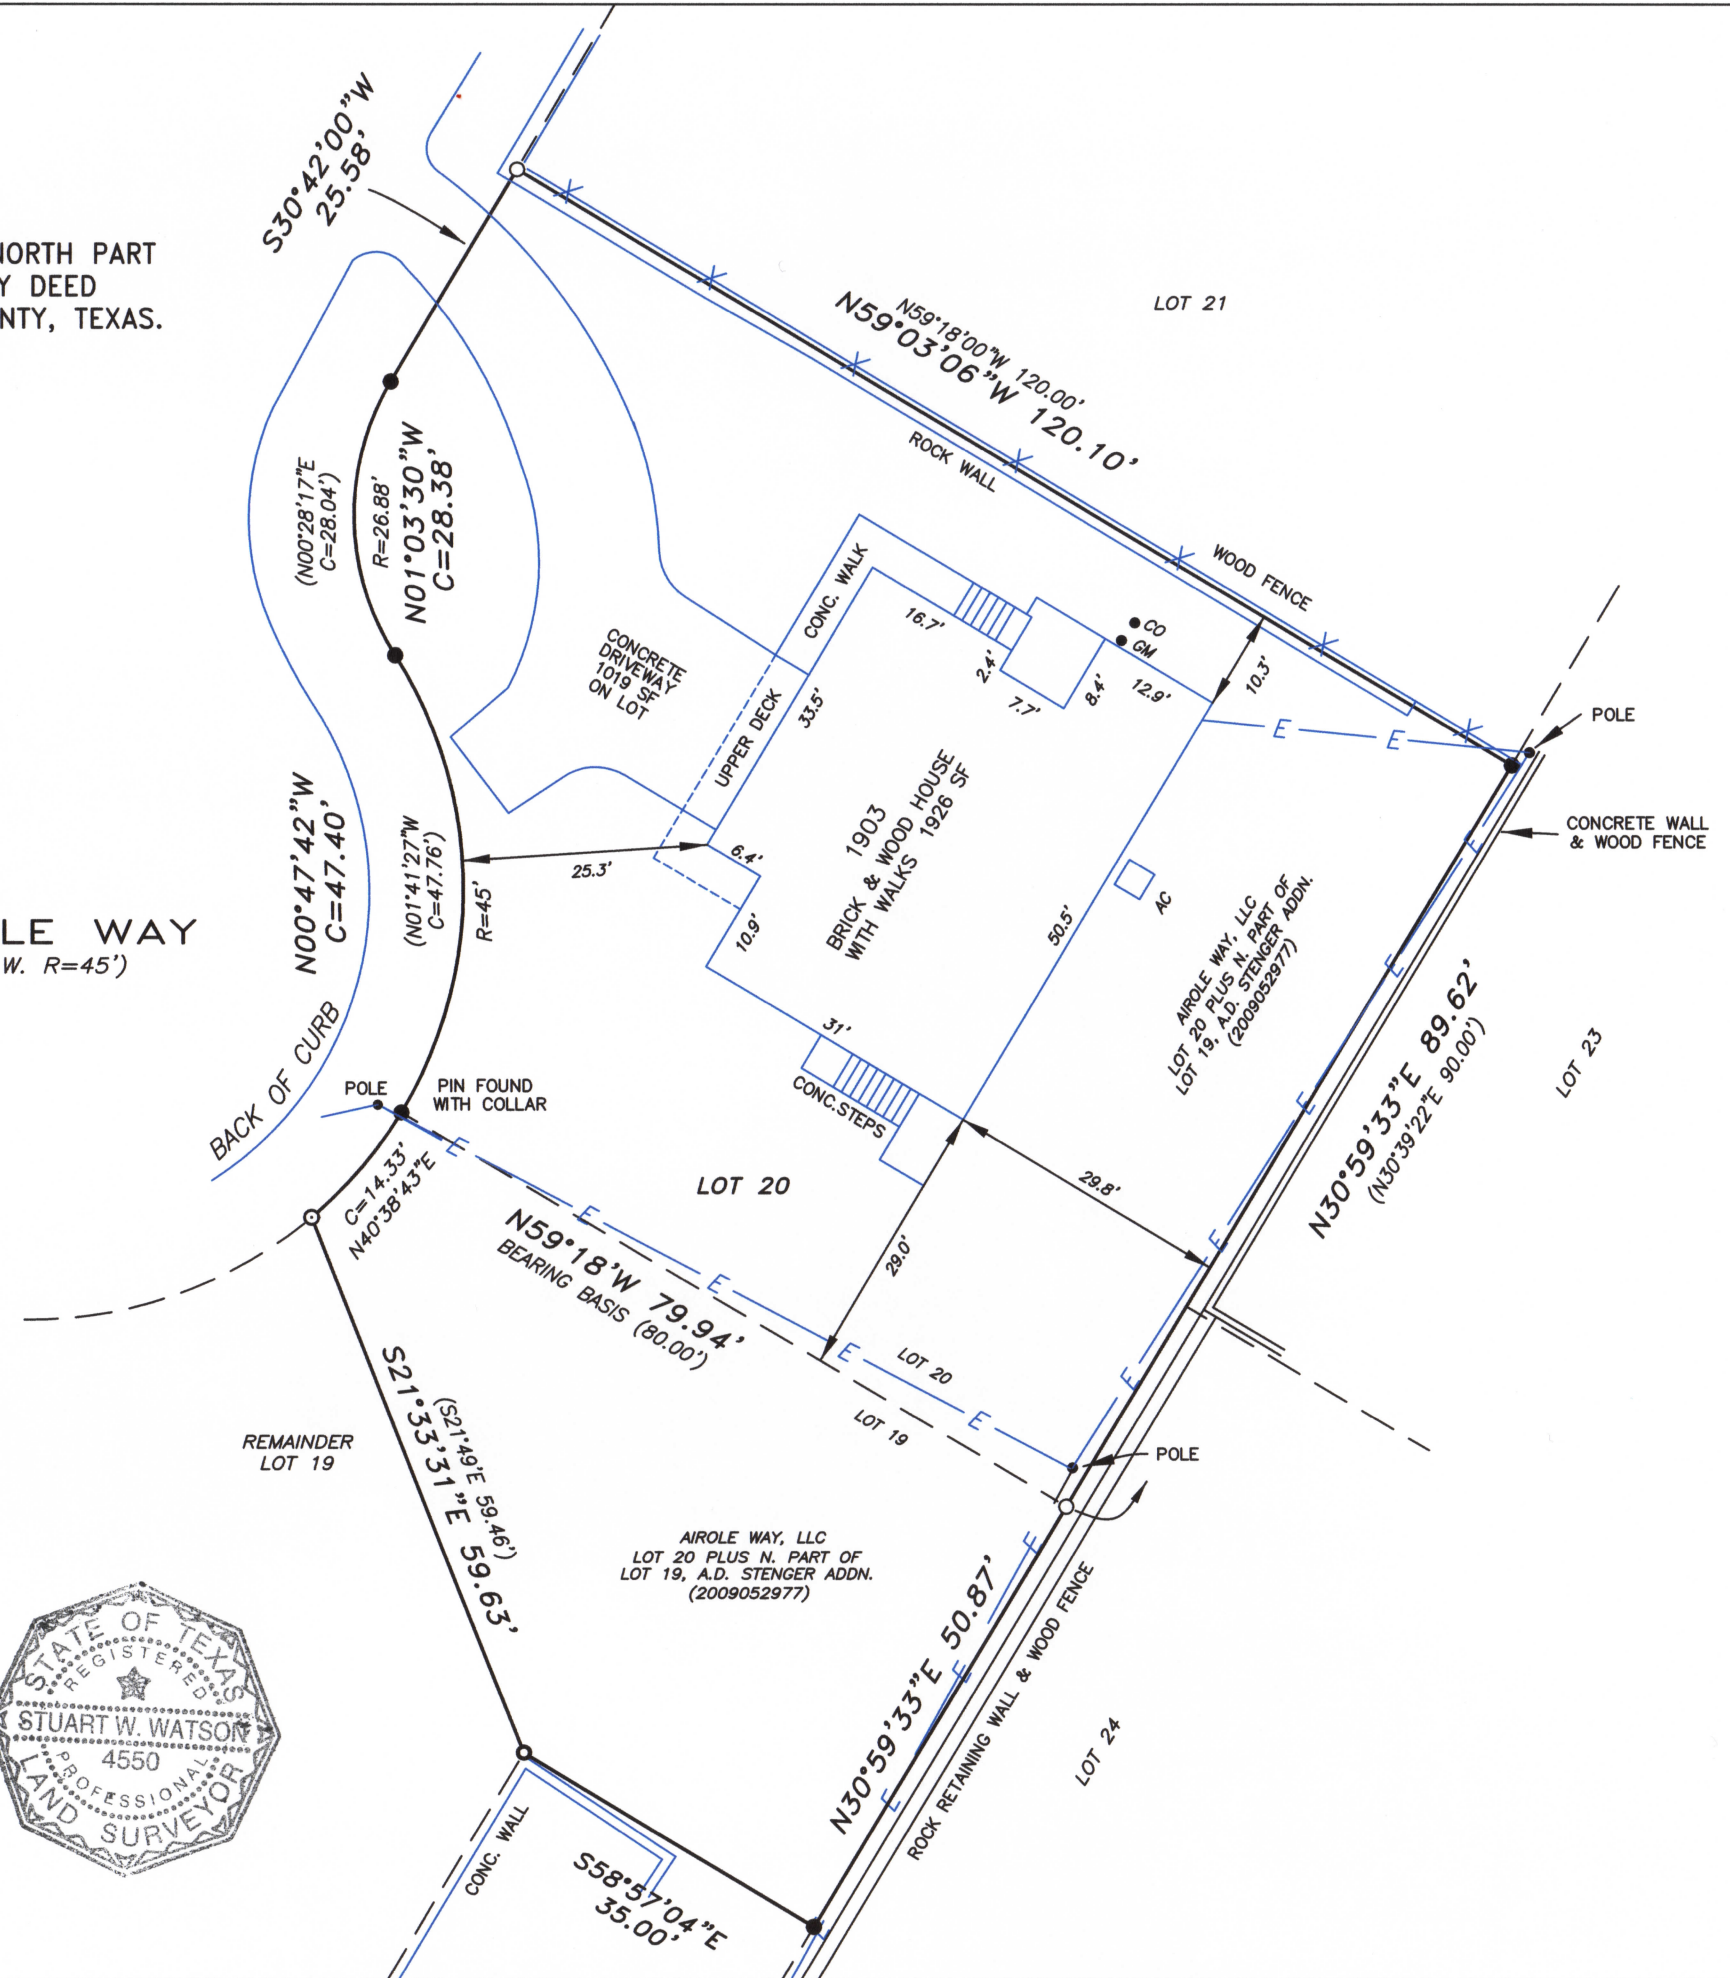 S30°42'00"W
25.58'
NORTH PART
Y DEED
NTY, TEXAS.
LOT 21
N59°18'00"W 120.00'
N59°03'06"W 120.10'
ROCK WALL
WOOD FENCE
(N00°28'17"E
C=28.04')
R=26.88'
N01°03'30"W
C=28.38'
CONC. WALK
16.7'
CO
GM
2.4'
7.7'
8.4'
12.9'
10.3'
CONCRETE
DRIVEWAY
1019 SF
ON LOT
UPPER DECK
33.5'
E
E
POLE
CONCRETE WALL
& WOOD FENCE
1903
BRICK & WOOD HOUSE
WITH WALKS 1926 SF
6.4'
10.9'
25.3'
N00°47'42"W
C=47.40'
(N01°41'27"W
C=47.76')
R=45'
LE WAY
W. R=45')
50.5'
AC
AIROLE WAY, LLC
LOT 20 PLUS N. PART OF
LOT 19, A.D. STENGER ADDN.
(2009052977)
E
E
E
E
E
N30°59'33"E 89.62'
(N30°39'22"E 90.00')
LOT 23
31'
CONC.STEPS
BACK OF CURB
POLE
PIN FOUND
WITH COLLAR
C=14.33'
N40°38'43"E
LOT 20
29.8'
29.0'
E
E
E
E
E
N59°18'W 79.94'
BEARING BASIS (80.00')
LOT 20
LOT 19
POLE
REMAINDER
LOT 19
(S21°49'E 59.46')
S21°33'31"E 59.63'
AIROLE WAY, LLC
LOT 20 PLUS N. PART OF
LOT 19, A.D. STENGER ADDN.
(2009052977)
E
E
E
E
N30°59'33"E 50.87'
ROCK RETAINING WALL & WOOD FENCE
LOT 24
STATE OF TEXAS
REGISTERED
STUART W. WATSON
4550
PROFESSIONAL
LAND SURVEYOR
CONC. WALL
S58°57'04"E
35.00'